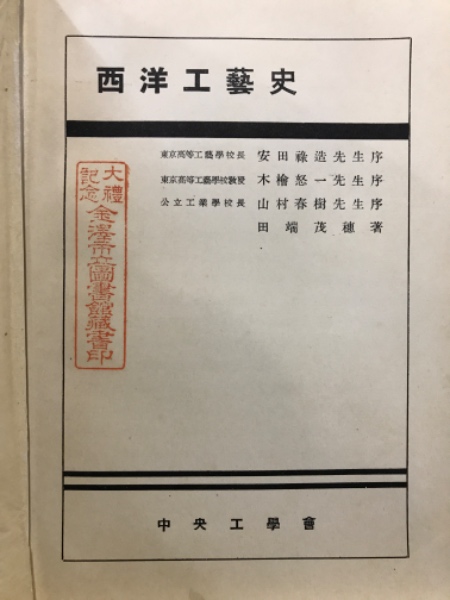 西洋工藝史
東京高等工藝學校長 安田祿造先生序
東京高等工藝學校教授 木檜恕一先生序
公立工業學校長 山村春樹先生序
田端茂穂著
大禮記念
金澤市立圖書館藏書印
中央工學會